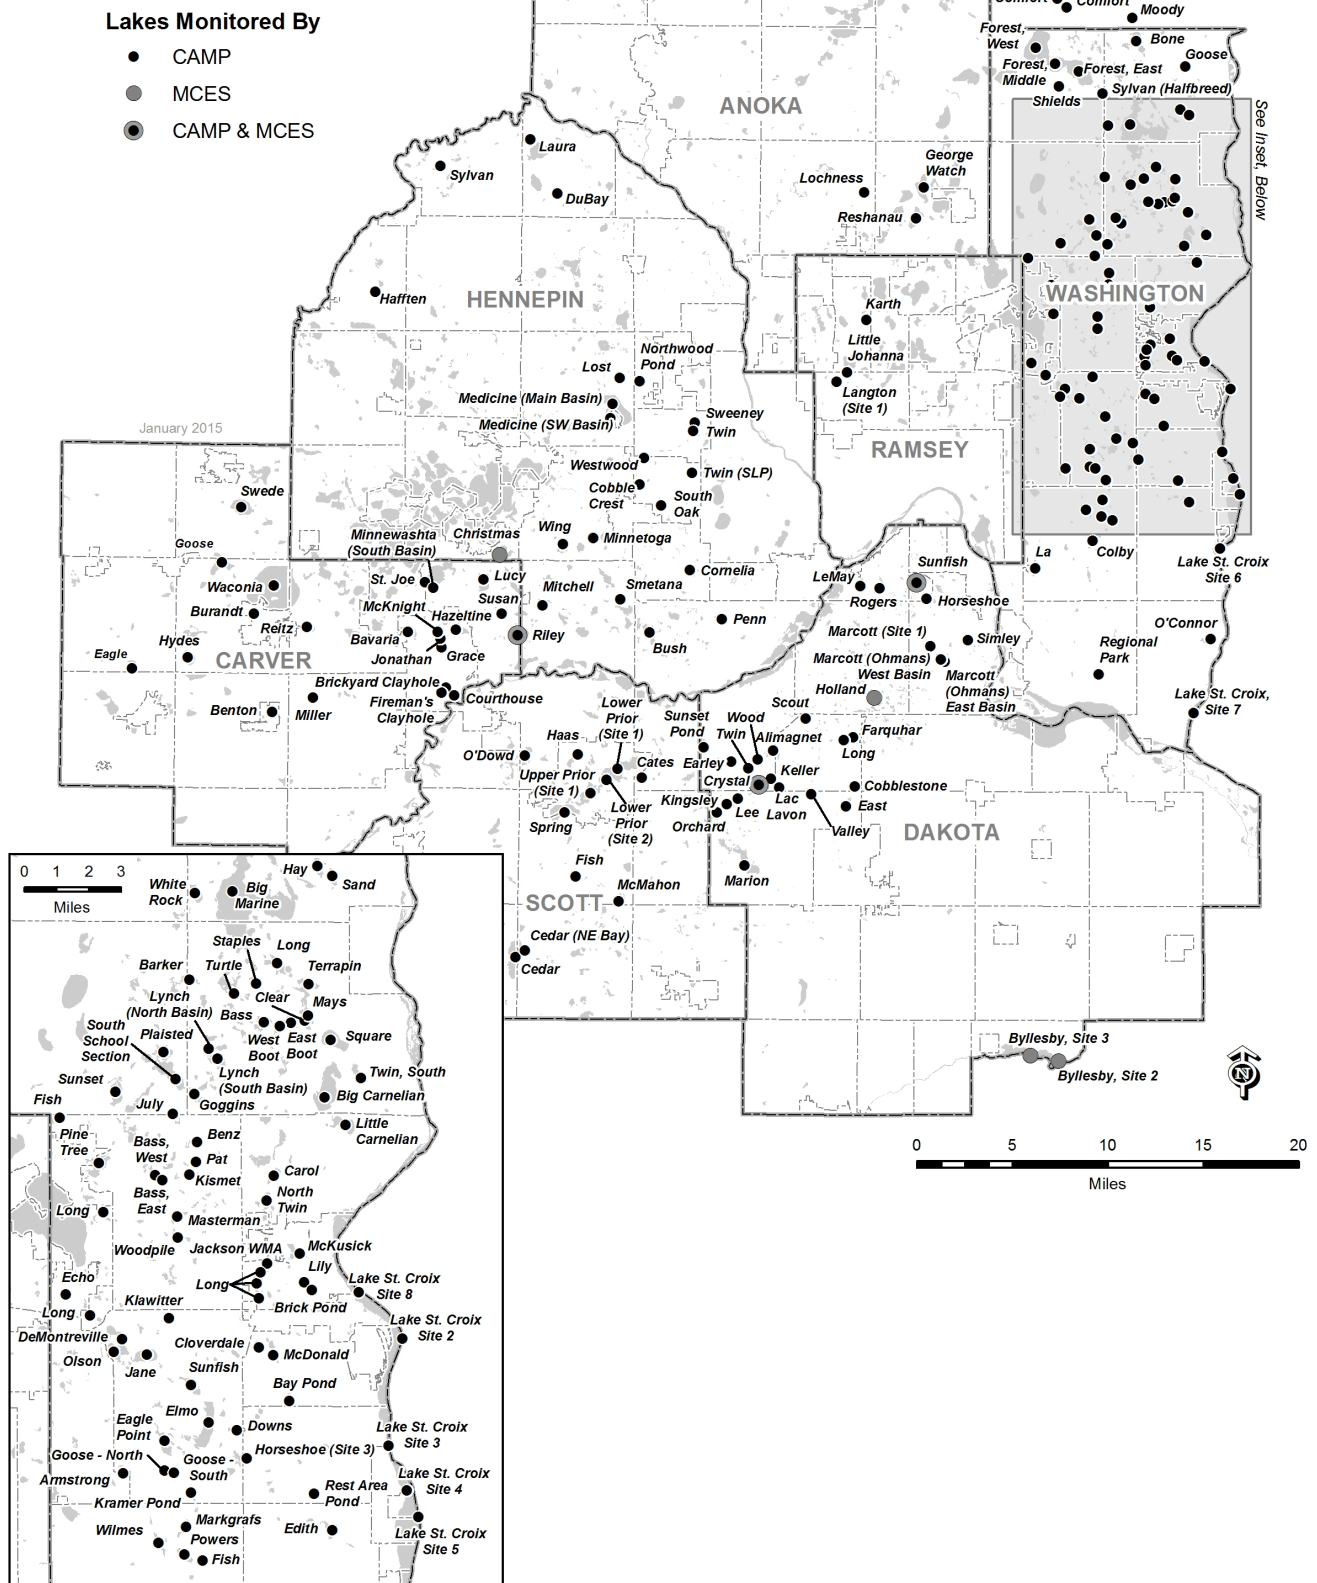 Lakes Monitored By
CAMP
MCES
CAMP & MCES
Comfort
Moody
Forest,
West
Bone
Goose
Forest,
Middle
Forest, East
Shields
Sylvan (Halfbreed)
See Inset, Below
ANOKA
Laura
Sylvan
DuBay
George
Watch
Lochness
Reshanau
Hafften
HENNEPIN
WASHINGTON
Karth
Little
Johanna
Langton
(Site 1)
Lost
Northwood
Pond
Medicine (Main Basin)
Medicine (SW Basin)
Sweeney
Twin
RAMSEY
January 2015
Westwood
Twin (SLP)
Cobble
Crest
South
Oak
Swede
Minnewashta
(South Basin)
Christmas
Wing
Minnetoga
Goose
La
Colby
Lake St. Croix
Site 6
Sunfish
Waconia
St. Joe
Lucy
Cornelia
LeMay
Rogers
Horseshoe
Mitchell
Smetana
Burandt
McKnight
Susan
Hazeltine
Reitz
Bavaria
Riley
Penn
Marcott (Site 1)
Simley
O'Connor
Hydes
Eagle
CARVER
Jonathan
Grace
Bush
Marcott (Ohmans)
West Basin
Marcott
(Ohmans)
East Basin
Regional
Park
Brickyard Clayhole
Fireman's
Clayhole
Courthouse
Holland
Lake St. Croix,
Site 7
Benton
Miller
Lower
Prior
(Site 1)
Sunset
Pond
Scout
Wood
Twin
Alimagnet
Farquhar
Long
Haas
O'Dowd
Cates
Earley
Crystal
Keller
Upper Prior
(Site 1)
Lower
Prior
(Site 2)
Kingsley
Lee
Lac
Lavon
Cobblestone
East
Spring
Orchard
Valley
DAKOTA
Fish
McMahon
Marion
SCOTT
Cedar (NE Bay)
Cedar
Byllesby, Site 3
Byllesby, Site 2
N
0 5 10 15 20
Miles
0 1 2 3
Miles
White
Rock
Big
Marine
Hay
Sand
Staples
Long
Barker
Turtle
Terrapin
Clear
Mays
Lynch
(North Basin)
Bass
West
Boot
East
Boot
Square
South
School
Section
Plaisted
Lynch
(South Basin)
Twin, South
Sunset
Goggins
Big Carnelian
Fish
July
Little
Carnelian
Pine
Tree
Benz
Bass,
West
Pat
Kismet
Carol
Bass,
East
North
Twin
Long
Masterman
Woodpile
Jackson WMA
McKusick
Lily
Echo
Long
Lake St. Croix
Site 8
Klawitter
Brick Pond
Long
Lake St. Croix
Site 2
DeMontreville
Olson
Jane
Cloverdale
McDonald
Sunfish
Bay Pond
Elmo
Eagle
Point
Downs
Lake St. Croix
Site 3
Goose - North
Goose -
South
Horseshoe (Site 3)
Armstrong
Lake St. Croix
Site 4
Kramer Pond
Rest Area
Pond
Markgrafs
Wilmes
Powers
Edith
Lake St. Croix
Site 5
Fish